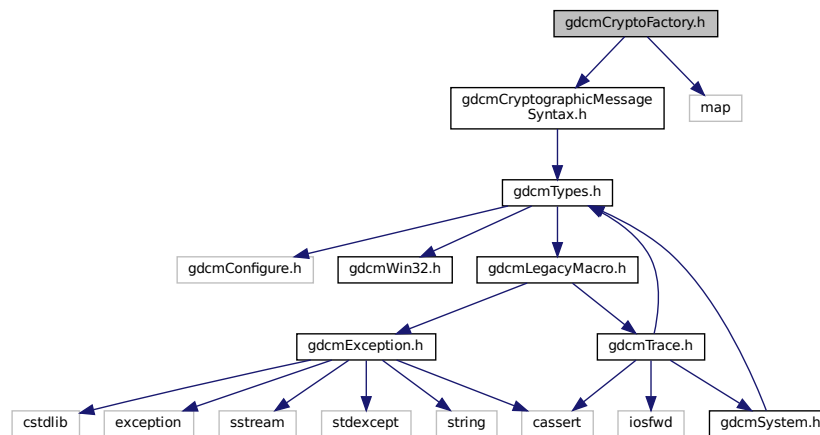 gdcmCryptoFactory.h
gdcmCryptographicMessage
Syntax.h
map
gdcmTypes.h
gdcmConfigure.h
gdcmWin32.h
gdcmLegacyMacro.h
gdcmException.h
gdcmTrace.h
cstdlib
exception
sstream
stdexcept
string
cassert
iosfwd
gdcmSystem.h